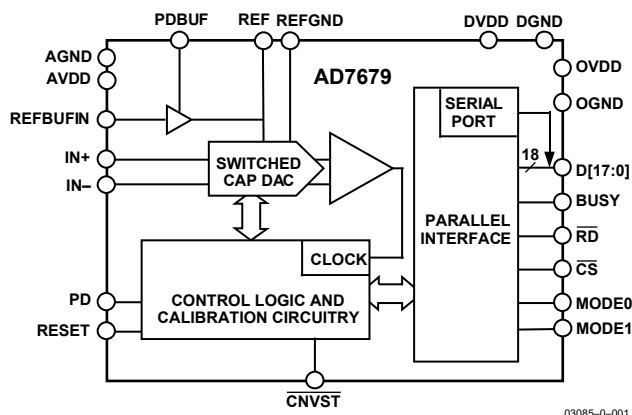 PDBUF
REF
REFGND
DVDD
DGND
AGND
AVDD
AD7679
OVDD
OGND
REFBUFIN
SERIAL
PORT
IN+
IN–
SWITCHED
CAP DAC
18
D[17:0]
BUSY
PARALLEL
INTERFACE
RD
CS
CLOCK
PD
RESET
CONTROL LOGIC AND
CALIBRATION CIRCUITRY
MODE0
MODE1
CNVST
03085–0–001